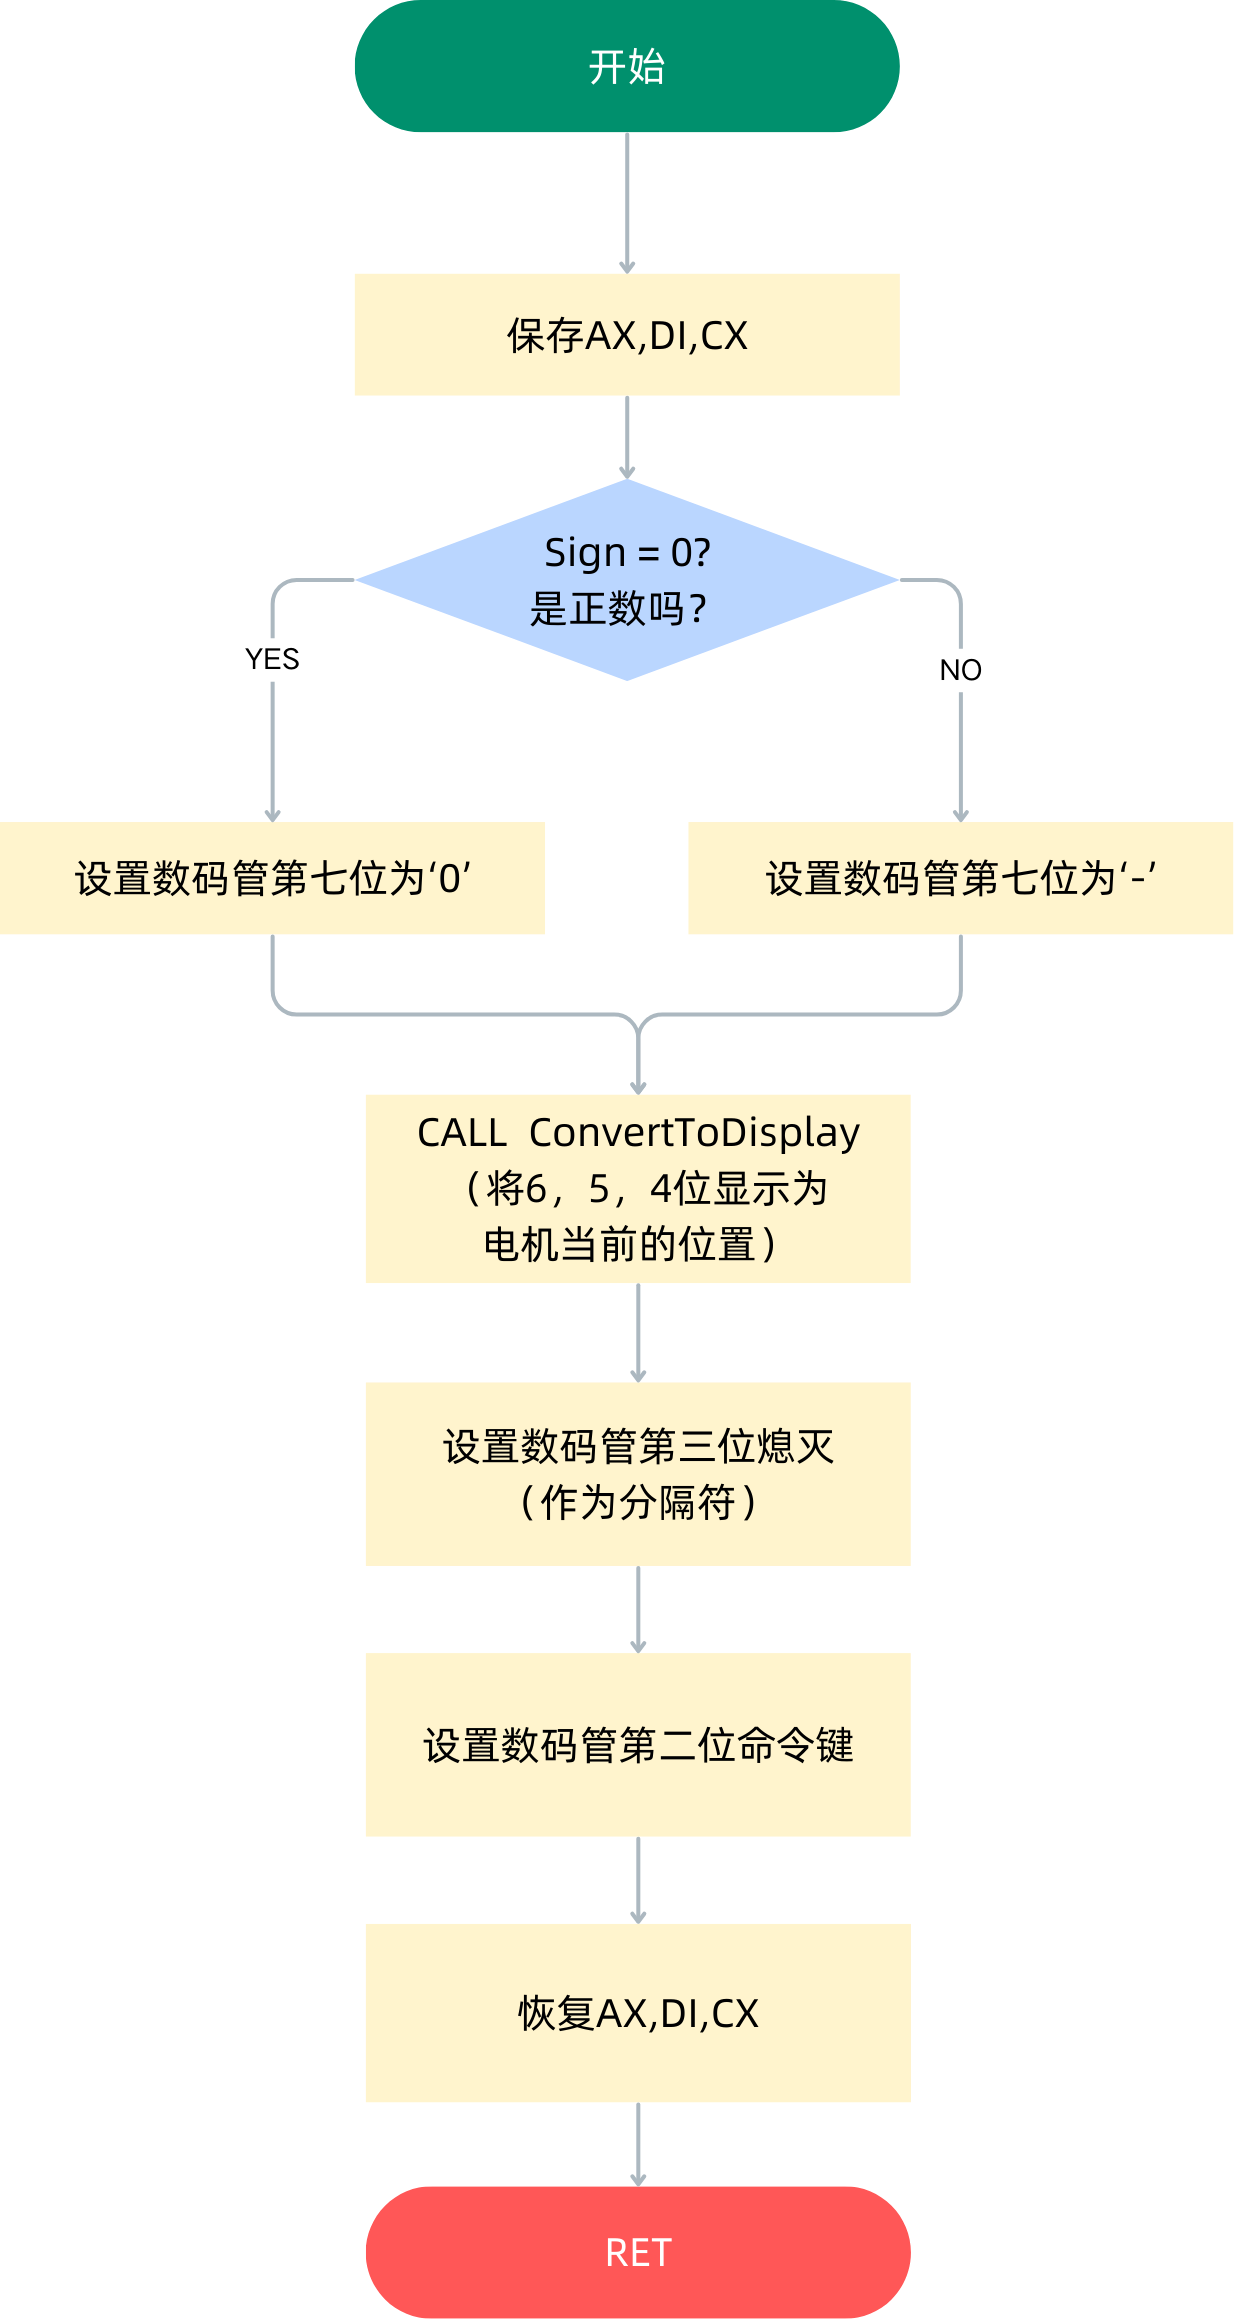 开始
保存AX,DI,CX
Sign = 0?
是正数吗？
YES
NO
设置数码管第七位为‘0’
设置数码管第七位为‘-’
CALL  ConvertToDisplay
（将6，5，4位显示为
电机当前的位置）
设置数码管第三位熄灭
（作为分隔符）
设置数码管第二位命令键
恢复AX,DI,CX
RET